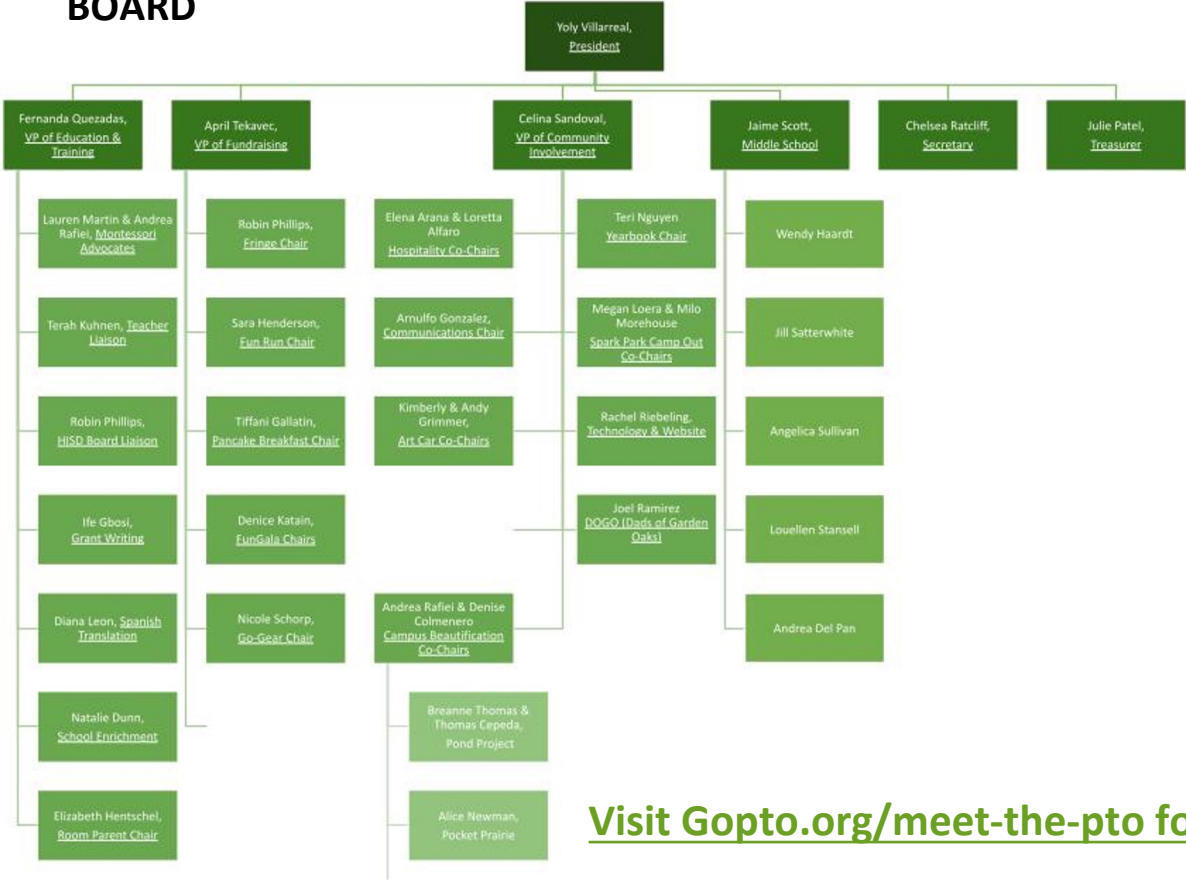 BOARD
Yoly Villarreal,
President
Fernanda Quezadas,
VP of Education &
Training
April Tekavec,
VP of Fundraising
Celina Sandoval,
VP of Community
Involvement
Jaime Scott,
Middle School
Chelsea Ratcliff,
Secretary
Julie Patel,
Treasurer
Lauren Martin & Andrea
Rafiei, Montessori
Advocates
Terah Kuhnen, Teacher
Liaison
Robin Phillips,
HISD Board Liaison
Ife Gbosi,
Grant Writing
Diana Leon, Spanish
Translation
Natalie Dunn,
School Enrichment
Elizabeth Hentschel,
Room Parent Chair
Robin Phillips,
Fringe Chair
Sara Henderson,
Fun Run Chair
Tiffani Gallatin,
Pancake Breakfast Chair
Denice Katain,
FunGala Chairs
Nicole Schorp,
Go-Gear Chair
Elena Arana & Loretta
Alfaro
Hospitality Co-Chairs
Arnulfo Gonzalez,
Communications Chair
Kimberly & Andy
Grimmer,
Art Car Co-Chairs
Andrea Rafiei & Denise
Colmenero
Campus Beautification
Co-Chairs
Breanne Thomas &
Thomas Cepeda,
Pond Project
Alice Newman,
Pocket Prairie
Teri Nguyen
Yearbook Chair
Megan Loera & Milo
Morehouse
Spark Park Camp Out
Co-Chairs
Rachel Riebeling,
Technology & Website
Joel Ramirez
DOGO (Dads of Garden
Oaks)
Wendy Haardt
Jill Satterwhite
Angelica Sullivan
Louellen Stansell
Andrea Del Pan
Visit Gopto.org/meet-the-pto fo